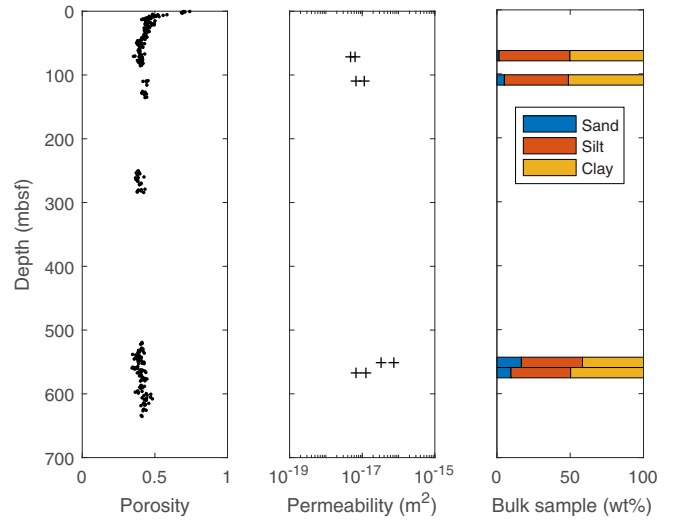 0
100
200
300
400
500
600
700
Depth (mbsf)
0 0.5 1
Porosity
10-19 10-17 10-15
Permeability (m2)
Sand
Silt
Clay
0 50 100
Bulk sample (wt%)